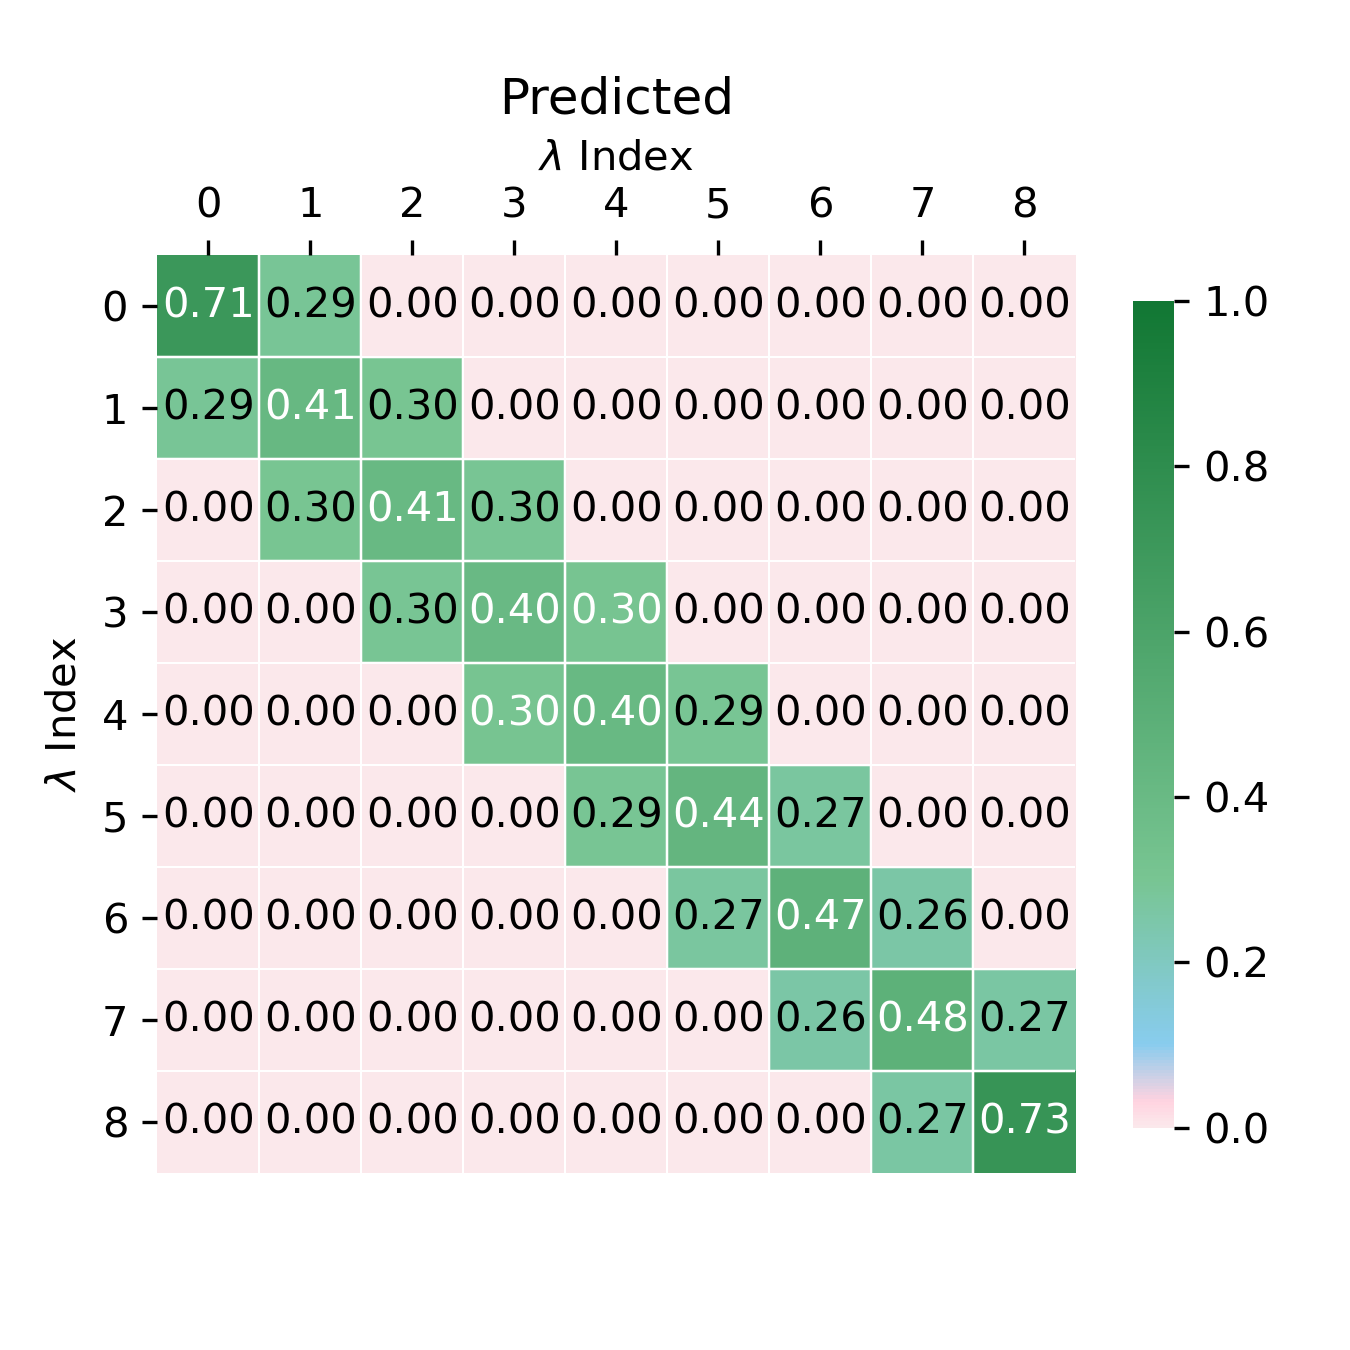 Predicted
λ Index
0 1 2 3 4 5 6 7 8
0 0.71 0.29 0.00 0.00 0.00 0.00 0.00 0.00 0.00
1 0.29 0.41 0.30 0.00 0.00 0.00 0.00 0.00 0.00
2 0.00 0.30 0.41 0.30 0.00 0.00 0.00 0.00 0.00
3 0.00 0.00 0.30 0.40 0.30 0.00 0.00 0.00 0.00
4 0.00 0.00 0.00 0.30 0.40 0.29 0.00 0.00 0.00
5 0.00 0.00 0.00 0.00 0.29 0.44 0.27 0.00 0.00
6 0.00 0.00 0.00 0.00 0.00 0.27 0.47 0.26 0.00
7 0.00 0.00 0.00 0.00 0.00 0.00 0.26 0.48 0.27
8 0.00 0.00 0.00 0.00 0.00 0.00 0.00 0.27 0.73
λ Index
1.0
0.8
0.6
0.4
0.2
0.0